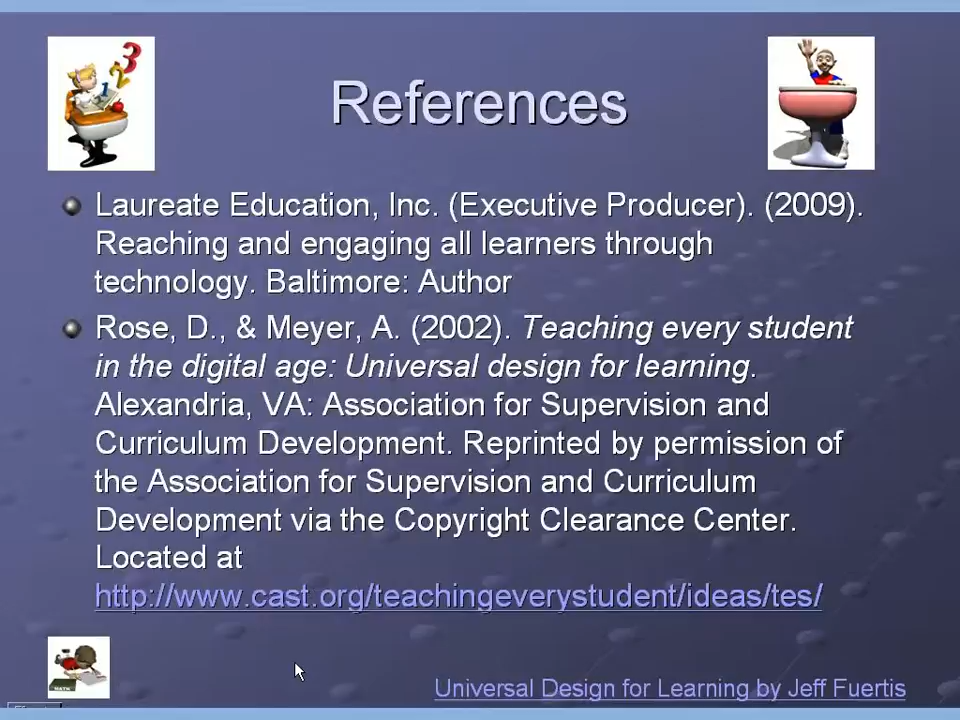 References
Laureate Education, Inc. (Executive Producer). (2009).
Reaching and engaging all learners through
technology. Baltimore: Author
Rose, D., & Meyer, A. (2002). Teaching every student
in the digital age: Universal design for learning.
Alexandria, VA: Association for Supervision and
Curriculum Development. Reprinted by permission of
the Association for Supervision and Curriculum
Development via the Copyright Clearance Center.
Located at
http://www.cast.org/teachingeverystudent/ideas/tes/
MATH
Universal Design for Learning by Jeff Fuertis